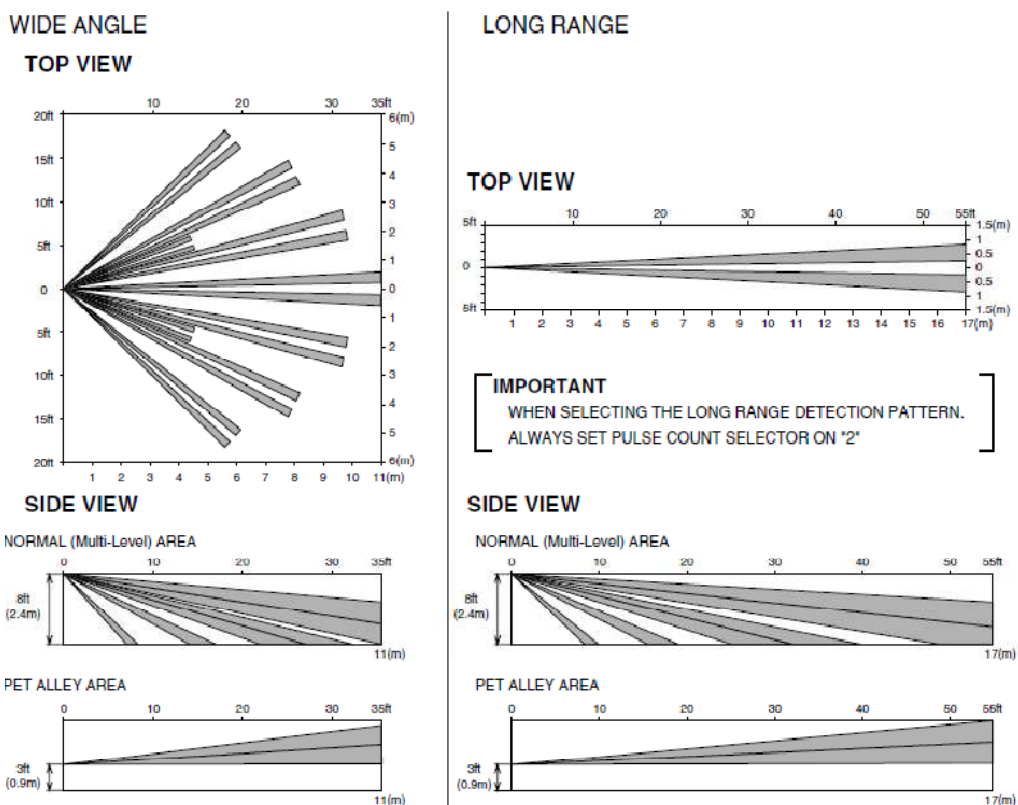 WIDE ANGLE
TOP VIEW
10 20 30 35ft
20ft 6(m)
5
15ft
4
10ft 3
2
5ft
1
0 0
1
5ft
2
10ft 3
4
15ft
5
20ft 6(m)
1 2 3 4 5 6 7 8 9 10 11(m)
SIDE VIEW
NORMAL (Multi-Level) AREA
0 10 20 30 35ft
8ft
(2.4m)
11(m)
PET ALLEY AREA
0 10 20 30 35ft
3ft
(0.9m)
11(m)
LONG RANGE
TOP VIEW
10 20 30 40 50 55ft
5ft 1.5(m)
1
0.5
0 0
0.5
1
5ft 1.5(m)
1 2 3 4 5 6 7 8 9 10 11 12 13 14 15 16 17(m)
IMPORTANT
WHEN SELECTING THE LONG RANGE DETECTION PATTERN.
ALWAYS SET PULSE COUNT SELECTOR ON "2"
SIDE VIEW
NORMAL (Multi-Level) AREA
0 10 20 30 40 50 55ft
8ft
(2.4m)
17(m)
PET ALLEY AREA
0 10 20 30 40 50 55ft
3ft
(0.9m)
17(m)